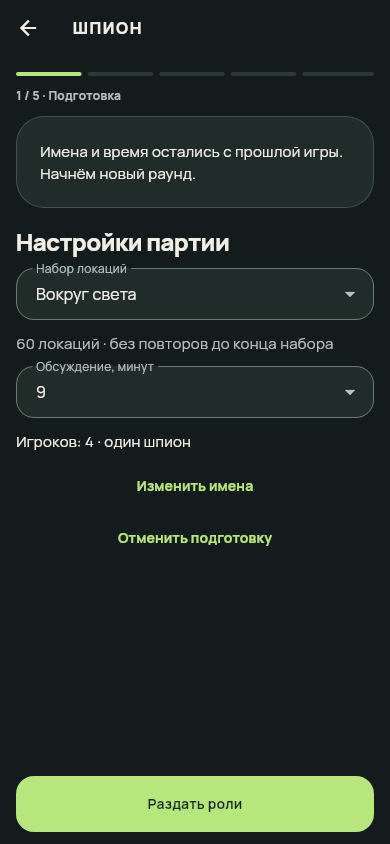 ШПИОН
1 / 5 · Подготовка
Имена и время остались с прошлой игры.
Начнём новый раунд.
Настройки партии
Набор локаций
Вокруг света
60 локаций · без повторов до конца набора
Обсуждение, минут
9
Игроков: 4 · один шпион
Изменить имена
Отменить подготовку
Раздать роли